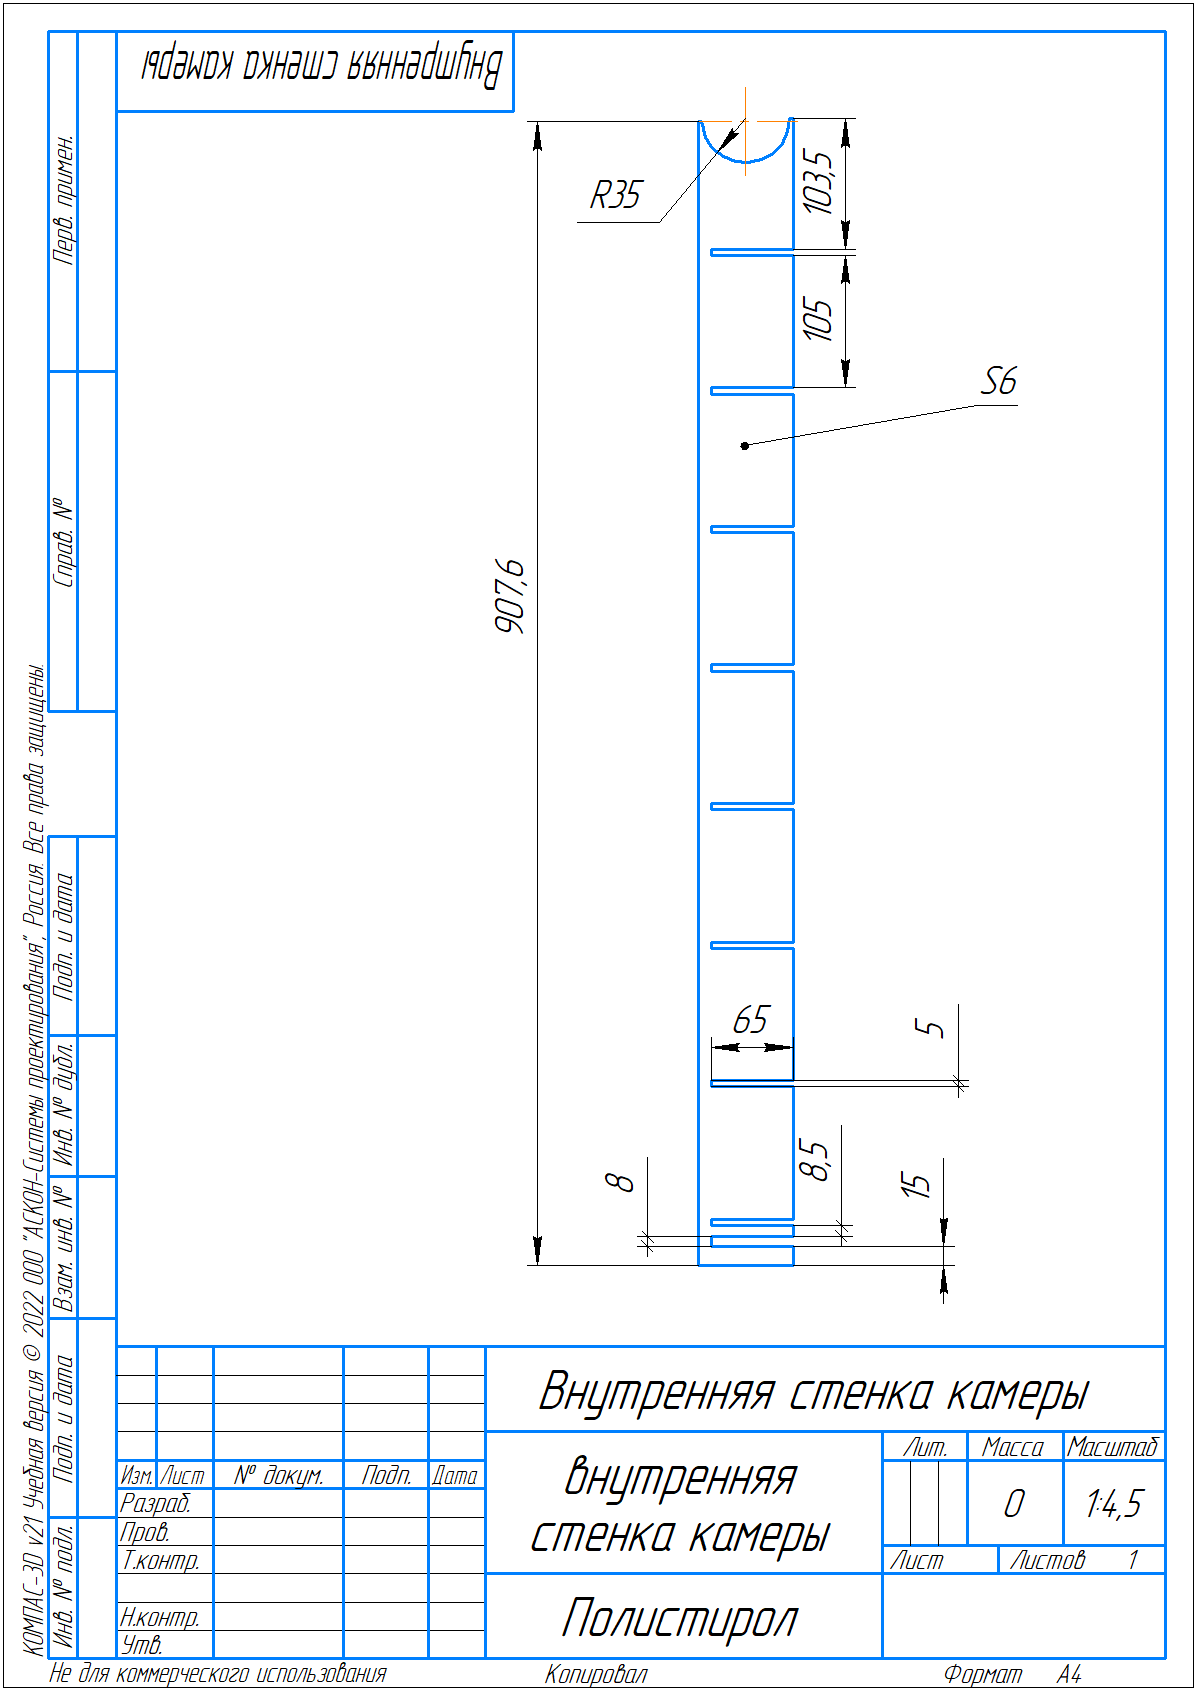 Внутренняя стенка камеры
Перв. примен.
Справ. №
Подп. и дата
Инв. № дубл.
Взам. инв. №
Подп. и дата
Инв. № подл.
КОМПАС-3D v21 Учебная версия © 2022 ООО "АСКОН-Системы проектирования", Россия. Все права защищены.
R35
103,5
105
S6
907,6
65
5
8
8,5
15
Внутренняя стенка камеры
внутренняя
стенка камеры
Полистирол
Лит. Масса Масштаб
0 1:4,5
Лист Листов 1
Изм. Лист № докум. Подп. Дата
Разраб.
Пров.
Т.контр.
Н.контр.
Утв.
Не для коммерческого использования Копировал Формат А4